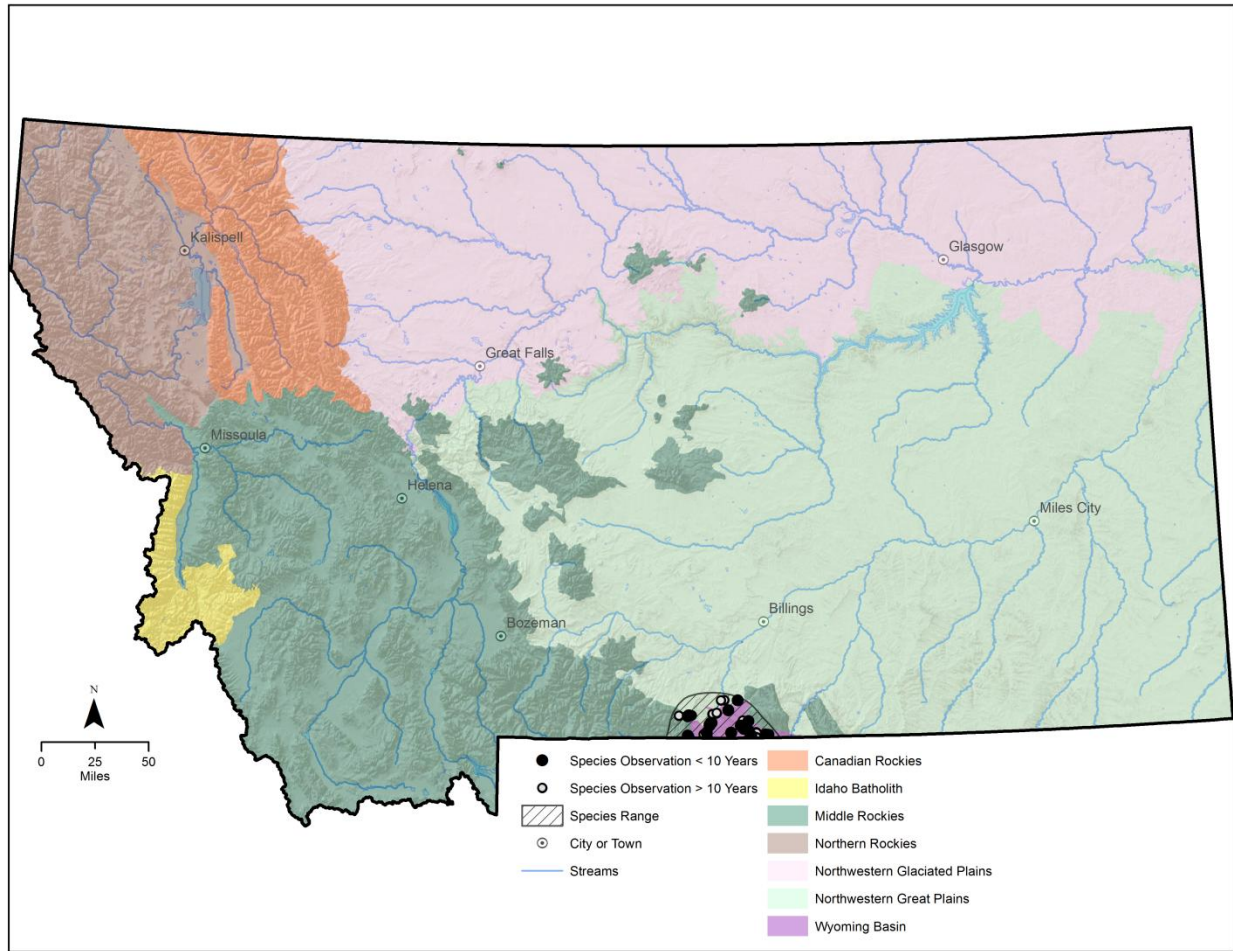 Kalispell
Glasgow
Great Falls
Missoula
Helena
Miles City
Billings
Bozeman
N
0 25 50
Miles
Species Observation < 10 Years
Species Observation > 10 Years
Species Range
City or Town
Streams
Canadian Rockies
Idaho Batholith
Middle Rockies
Northern Rockies
Northwestern Glaciated Plains
Northwestern Great Plains
Wyoming Basin